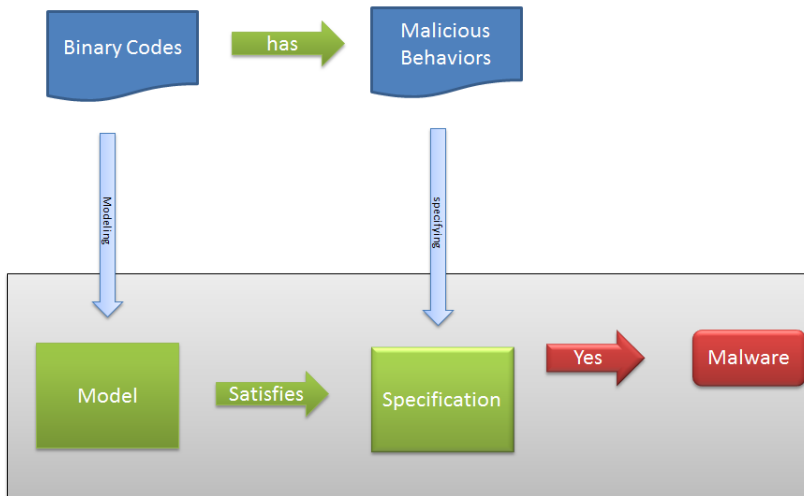 Binary Codes
has
Malicious
Behaviors
Modeling
specifying
Model
Satisfies
Specification
Yes
Malware